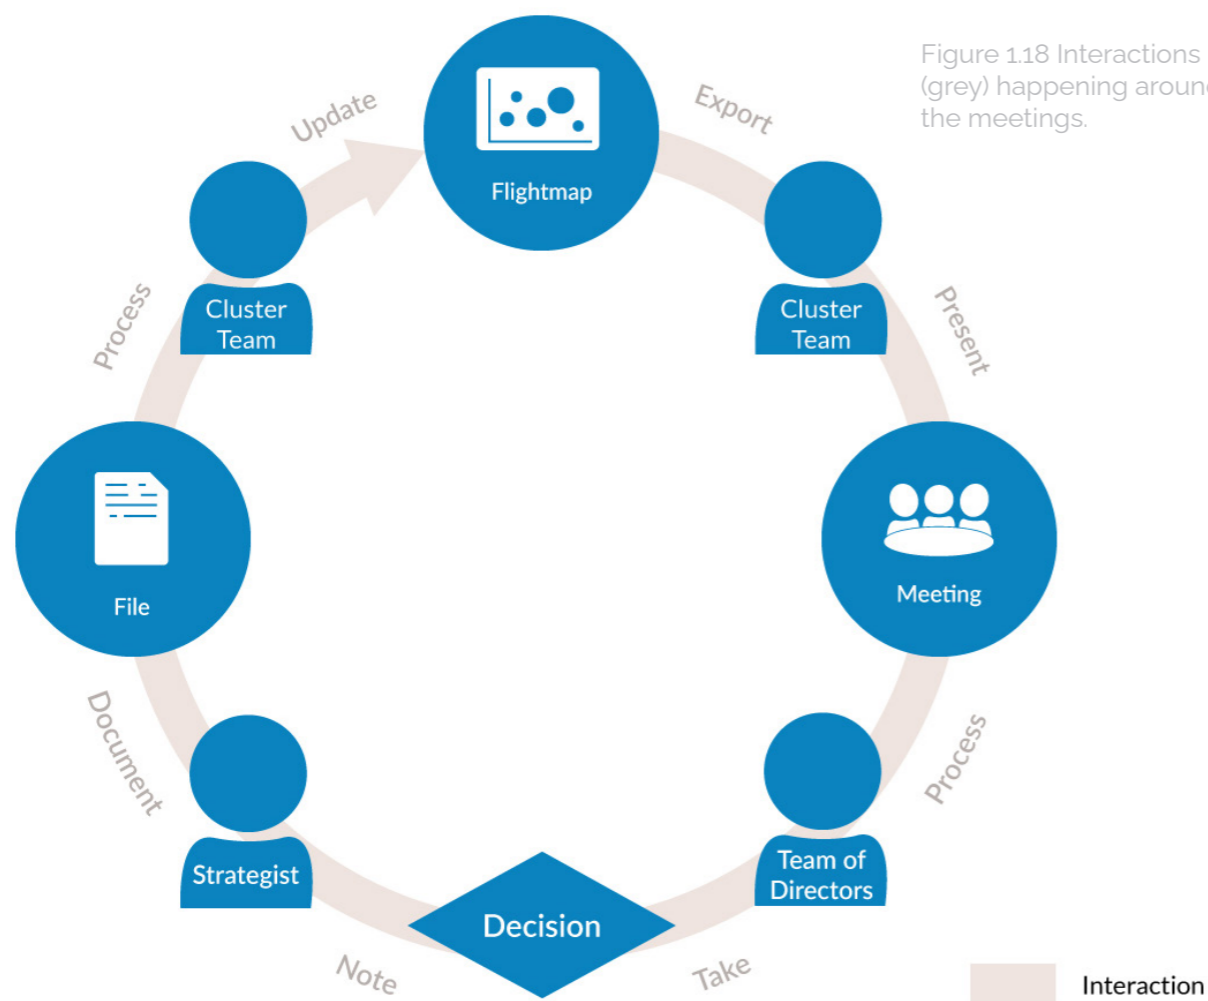 Figure 1.18 Interactions
(grey) happening around
the meetings.
Update
Export
Flightmap
Cluster
Team
Cluster
Team
Process
Present
File
Meeting
Document
Process
Strategist
Team of
Directors
Decision
Note
Take
Interaction